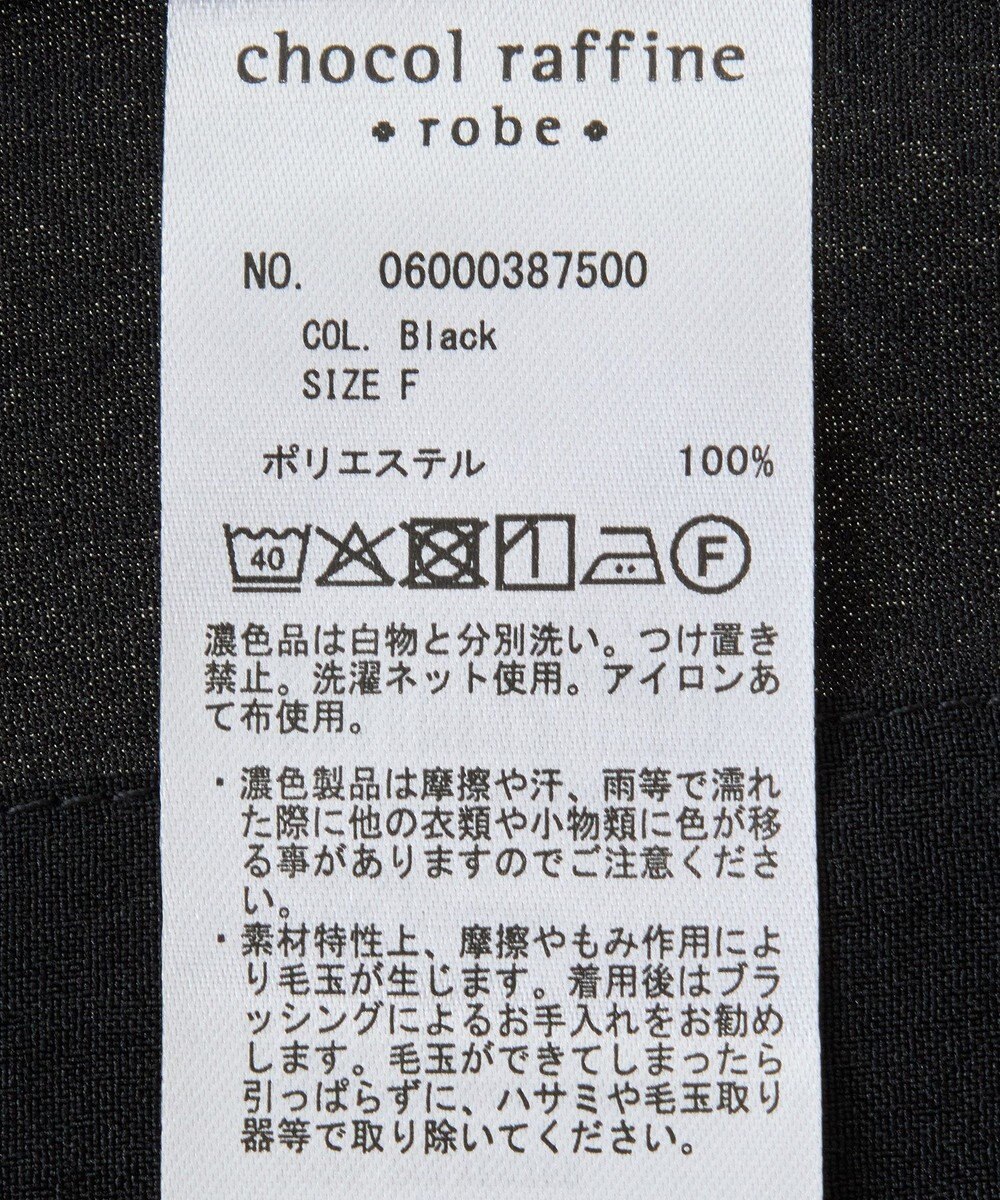 chocol raffine
robe
NO. 06000387500
COL. Black
SIZE F
ポリエステル 100%
40 F
濃色品は白物と分別洗い。つけ置き
禁止。洗濯ネット使用。アイロンあ
て布使用。
・濃色製品は摩擦や汗、雨等で濡れ
た際に他の衣類や小物類に色が移
る事がありますのでご注意くださ
い。
・素材特性上、摩擦やもみ作用によ
り毛玉が生じます。着用後はブラ
ッシングによるお手入れをお勧め
します。毛玉ができてしまったら
引っぱらずに、ハサミや毛玉取り
器等で取り除いてください。